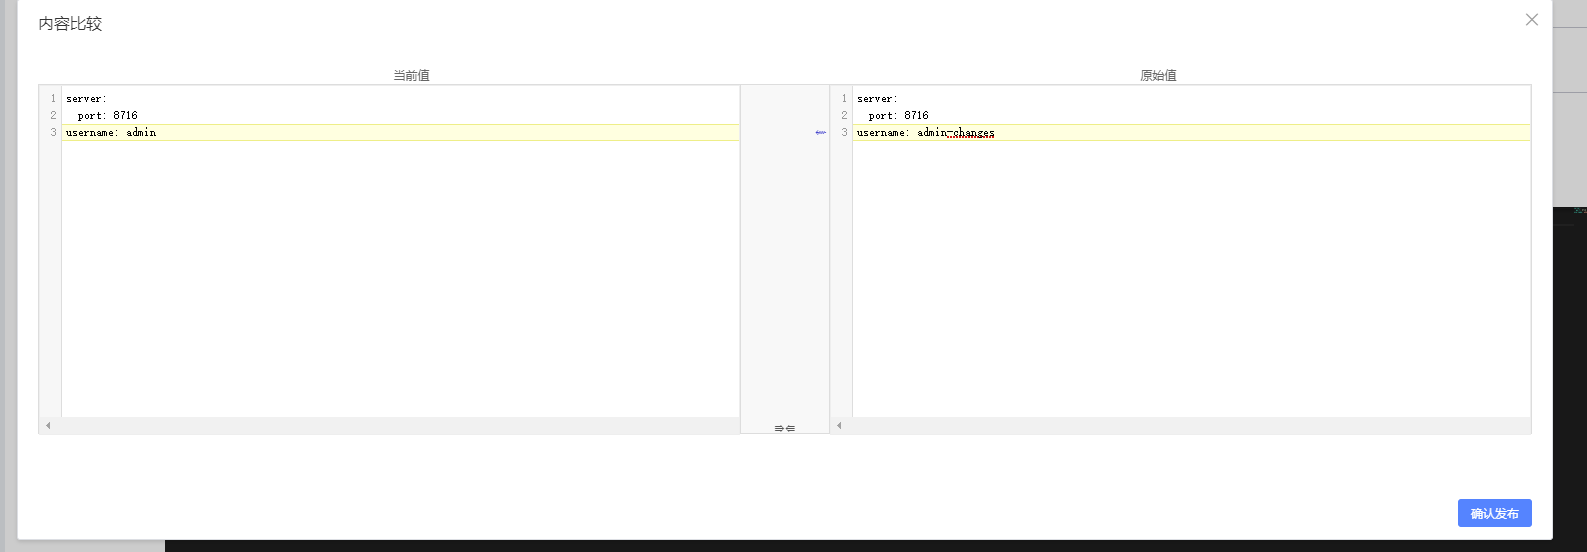 内容比较
当前值
原始值
1 server:
2 port: 8716
3 username: admin
1 server:
2 port: 8716
3 username: admin-changes
确认发布